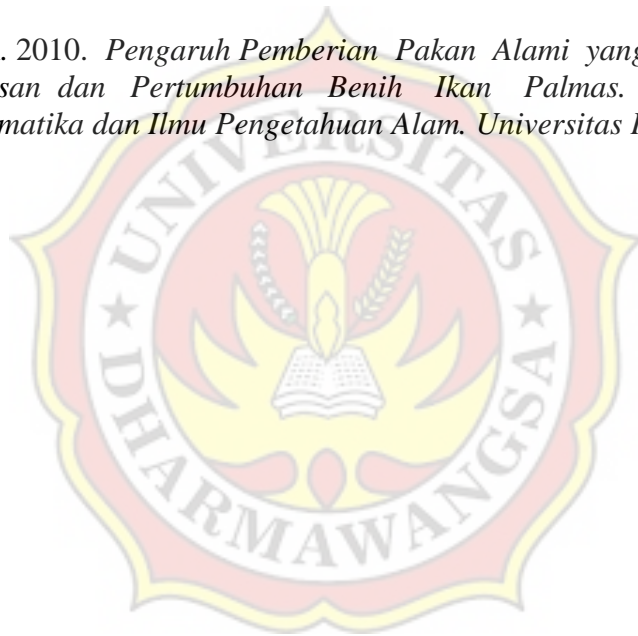 . 2010. Pengaruh Pemberian Pakan Alami yang
san dan Pertumbuhan Benih Ikan Palmas.
matika dan Ilmu Pengetahuan Alam. Universitas I
UNIVERSITAS
DHARMAWANGSA